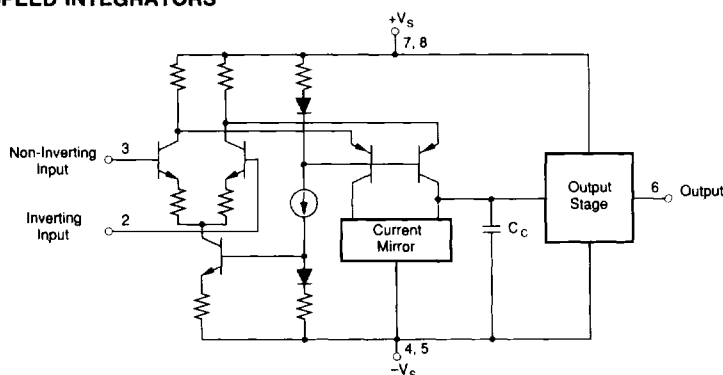 SPEED INTEGRATORS
+VS
7, 8
Non-Inverting
Input
3
Inverting
Input
2
Current
Mirror
CC
Output
Stage
6
Output
4, 5
−VS